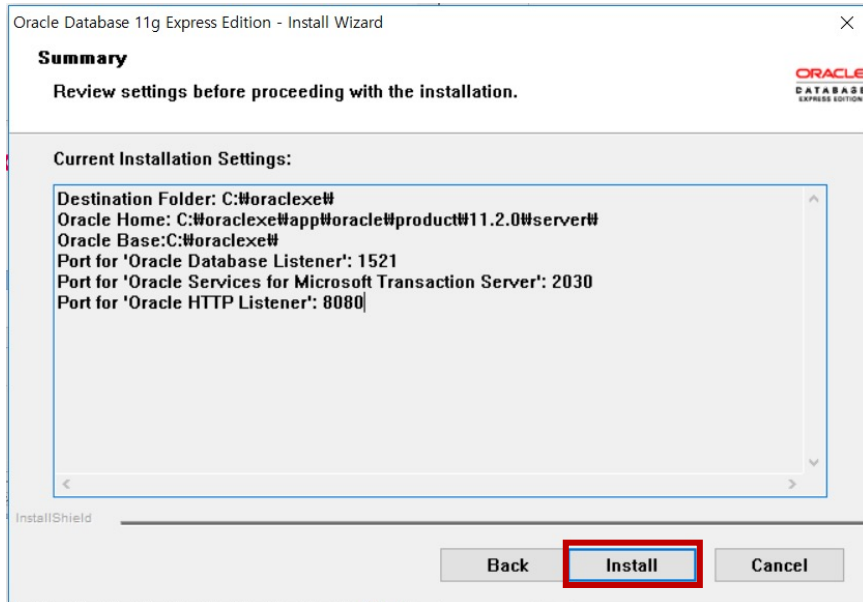 Oracle Database 11g Express Edition - Install Wizard
Summary
Review settings before proceeding with the installation.
ORACLE
DATABASE
EXPRESS EDITION
Current Installation Settings:
Destination Folder: C:₩oraclexe₩
Oracle Home: C:₩oraclexe₩app₩oracle₩product₩11.2.0₩server₩
Oracle Base:C:₩oraclexe₩
Port for 'Oracle Database Listener': 1521
Port for 'Oracle Services for Microsoft Transaction Server': 2030
Port for 'Oracle HTTP Listener': 8080
InstallShield
Back Install Cancel